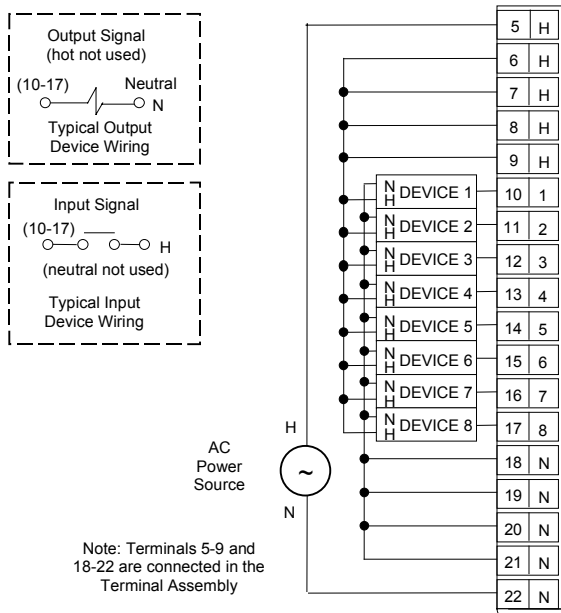 Output Signal
(hot not used)
(10-17) Neutral
N
Typical Output
Device Wiring
Input Signal
(10-17)
H
(neutral not used)
Typical Input
Device Wiring
5 H
6 H
7 H
8 H
9 H
N
H DEVICE 1 10 1
N
H DEVICE 2 11 2
N
H DEVICE 3 12 3
N
H DEVICE 4 13 4
N
H DEVICE 5 14 5
N
H DEVICE 6 15 6
N
H DEVICE 7 16 7
N
H DEVICE 8 17 8
18 N
19 N
20 N
21 N
22 N
H
AC
Power
Source
~
N
Note: Terminals 5-9 and
18-22 are connected in the
Terminal Assembly